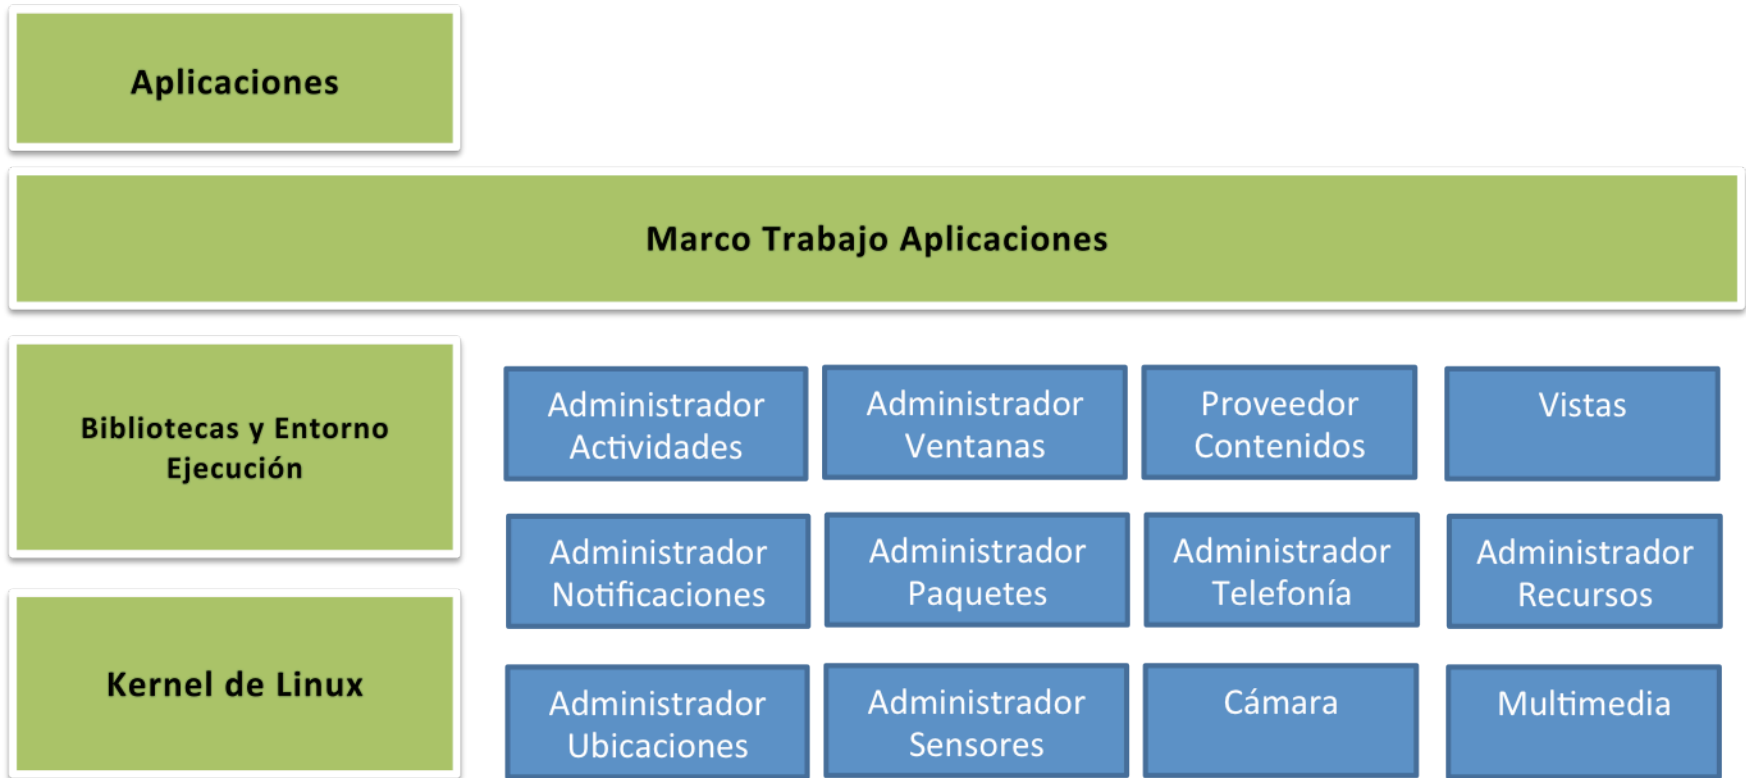 Aplicaciones
Marco Trabajo Aplicaciones
Bibliotecas y Entorno
Ejecución
Administrador
Actividades
Administrador
Ventanas
Proveedor
Contenidos
Vistas
Administrador
Notificaciones
Administrador
Paquetes
Administrador
Telefonía
Administrador
Recursos
Kernel de Linux
Administrador
Ubicaciones
Administrador
Sensores
Cámara
Multimedia